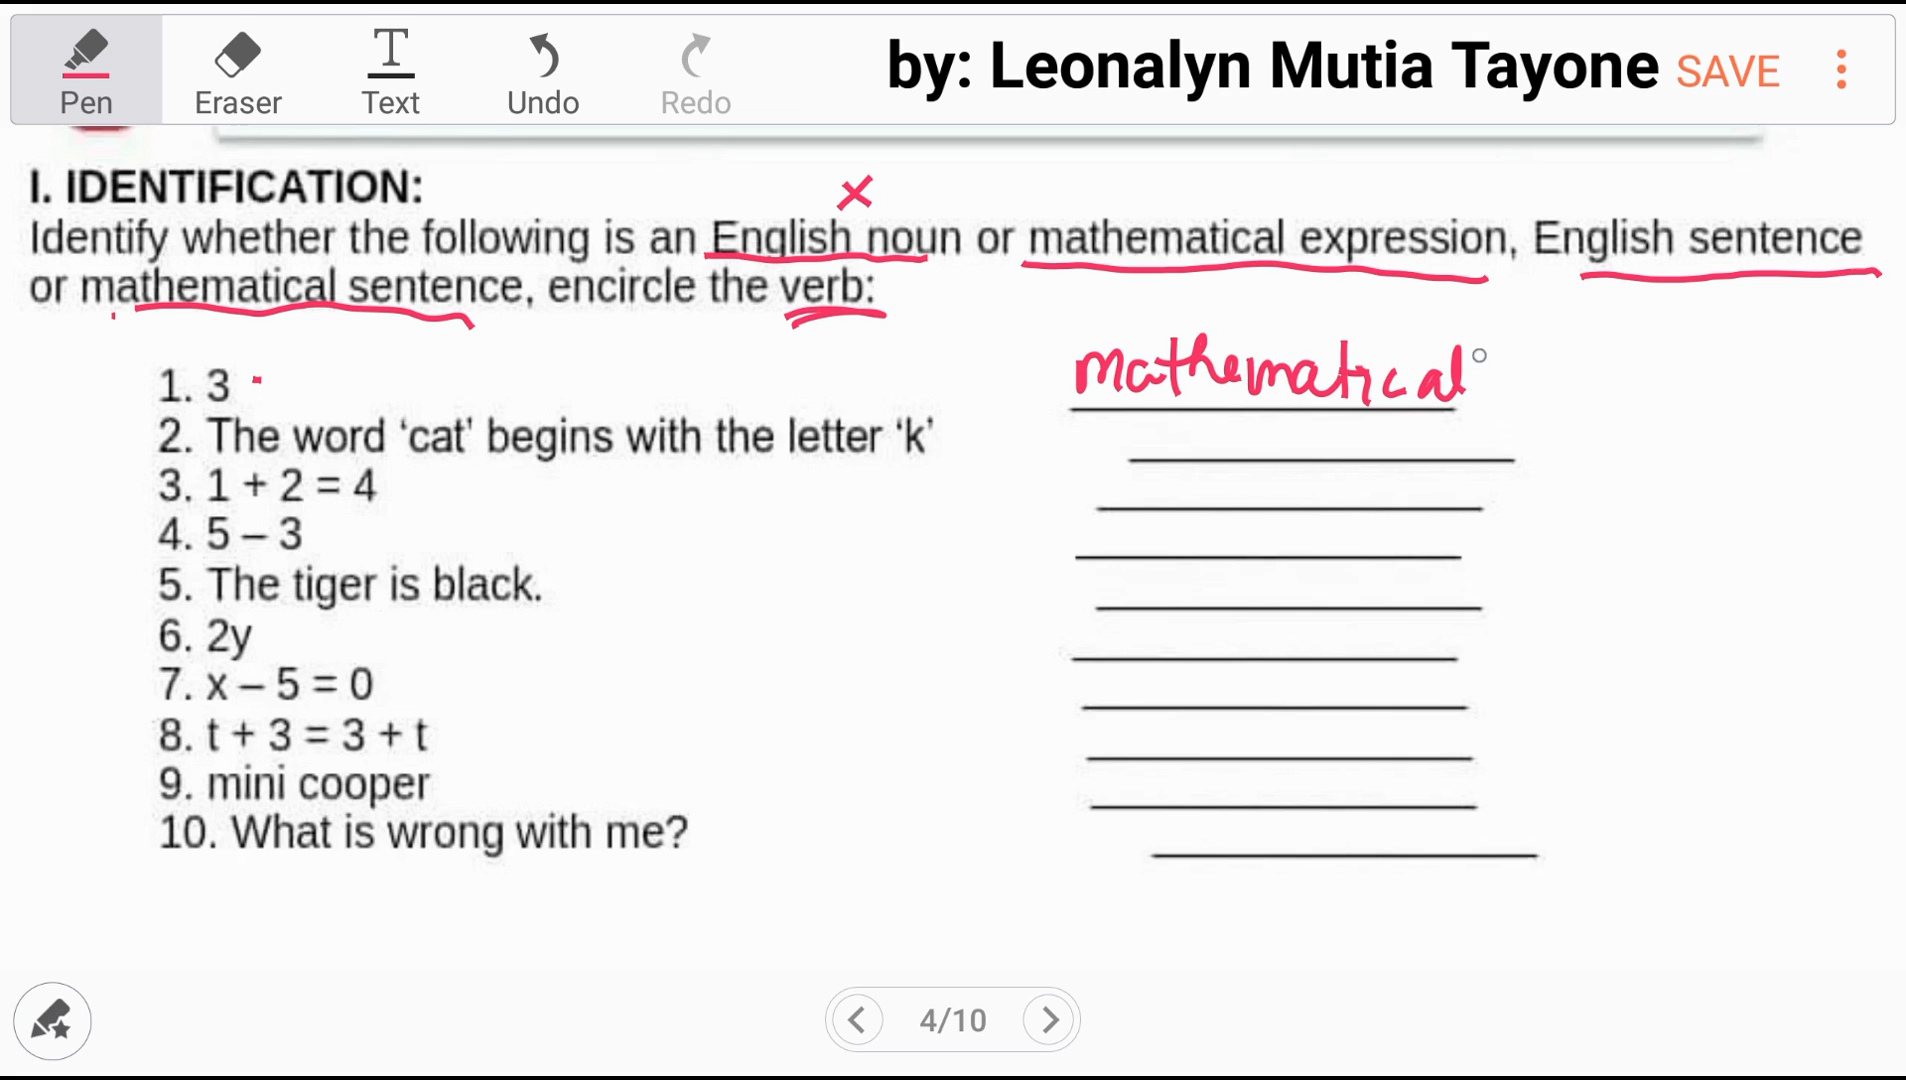 Pen
Eraser
Text
Undo
Redo
by: Leonalyn Mutia Tayone
SAVE
I. IDENTIFICATION:
Identify whether the following is an English noun or mathematical expression, English sentence
or mathematical sentence, encircle the verb:
1. 3
mathematical
2. The word ‘cat’ begins with the letter ‘k’
3. 1 + 2 = 4
4. 5 – 3
5. The tiger is black.
6. 2y
7. x – 5 = 0
8. t + 3 = 3 + t
9. mini cooper
10. What is wrong with me?
4/10